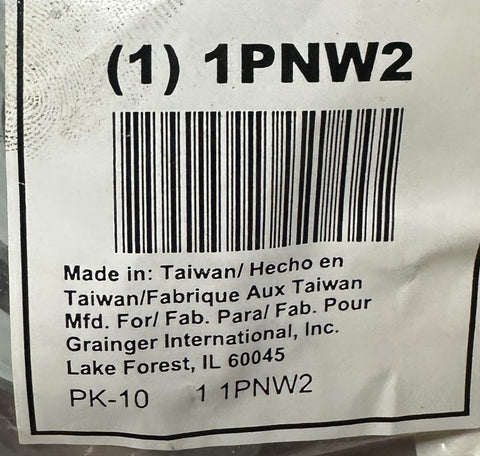 (1) 1PNW2
Made in: Taiwan/ Hecho en
Taiwan/Fabrique Aux Taiwan
Mfd. For/ Fab. Para/ Fab. Pour
Grainger International, Inc.
Lake Forest, IL 60045
PK-10 1 1PNW2